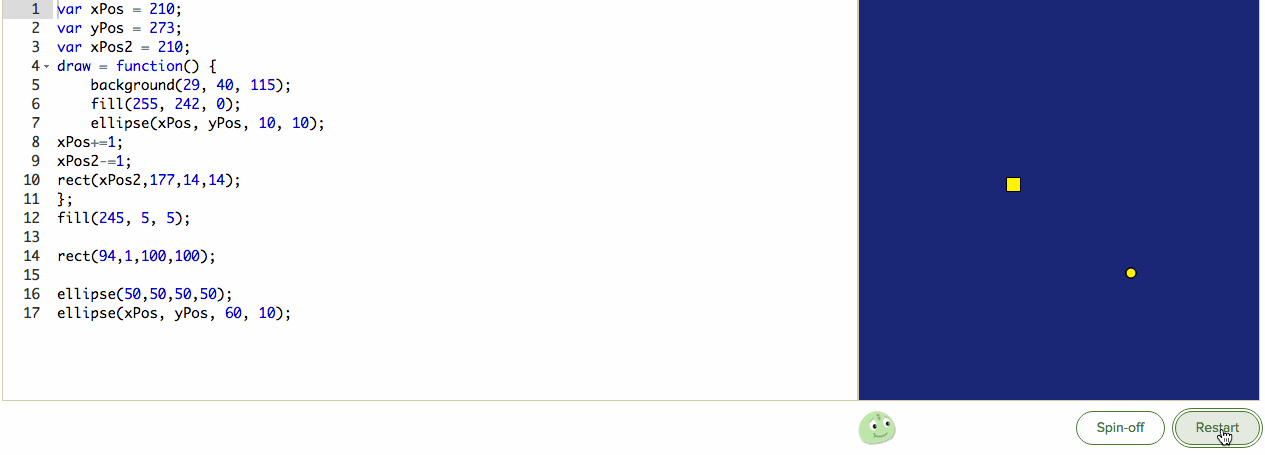 1 var xPos = 210;
2 var yPos = 273;
3 var xPos2 = 210;
4 draw = function() {
5 background(29, 40, 115);
6 fill(255, 242, 0);
7 ellipse(xPos, yPos, 10, 10);
8 xPos+=1;
9 xPos2-=1;
10 rect(xPos2,177,14,14);
11 };
12 fill(245, 5, 5);
13
14 rect(94,1,100,100);
15
16 ellipse(50,50,50,50);
17 ellipse(xPos, yPos, 60, 10);
Spin-off Restart